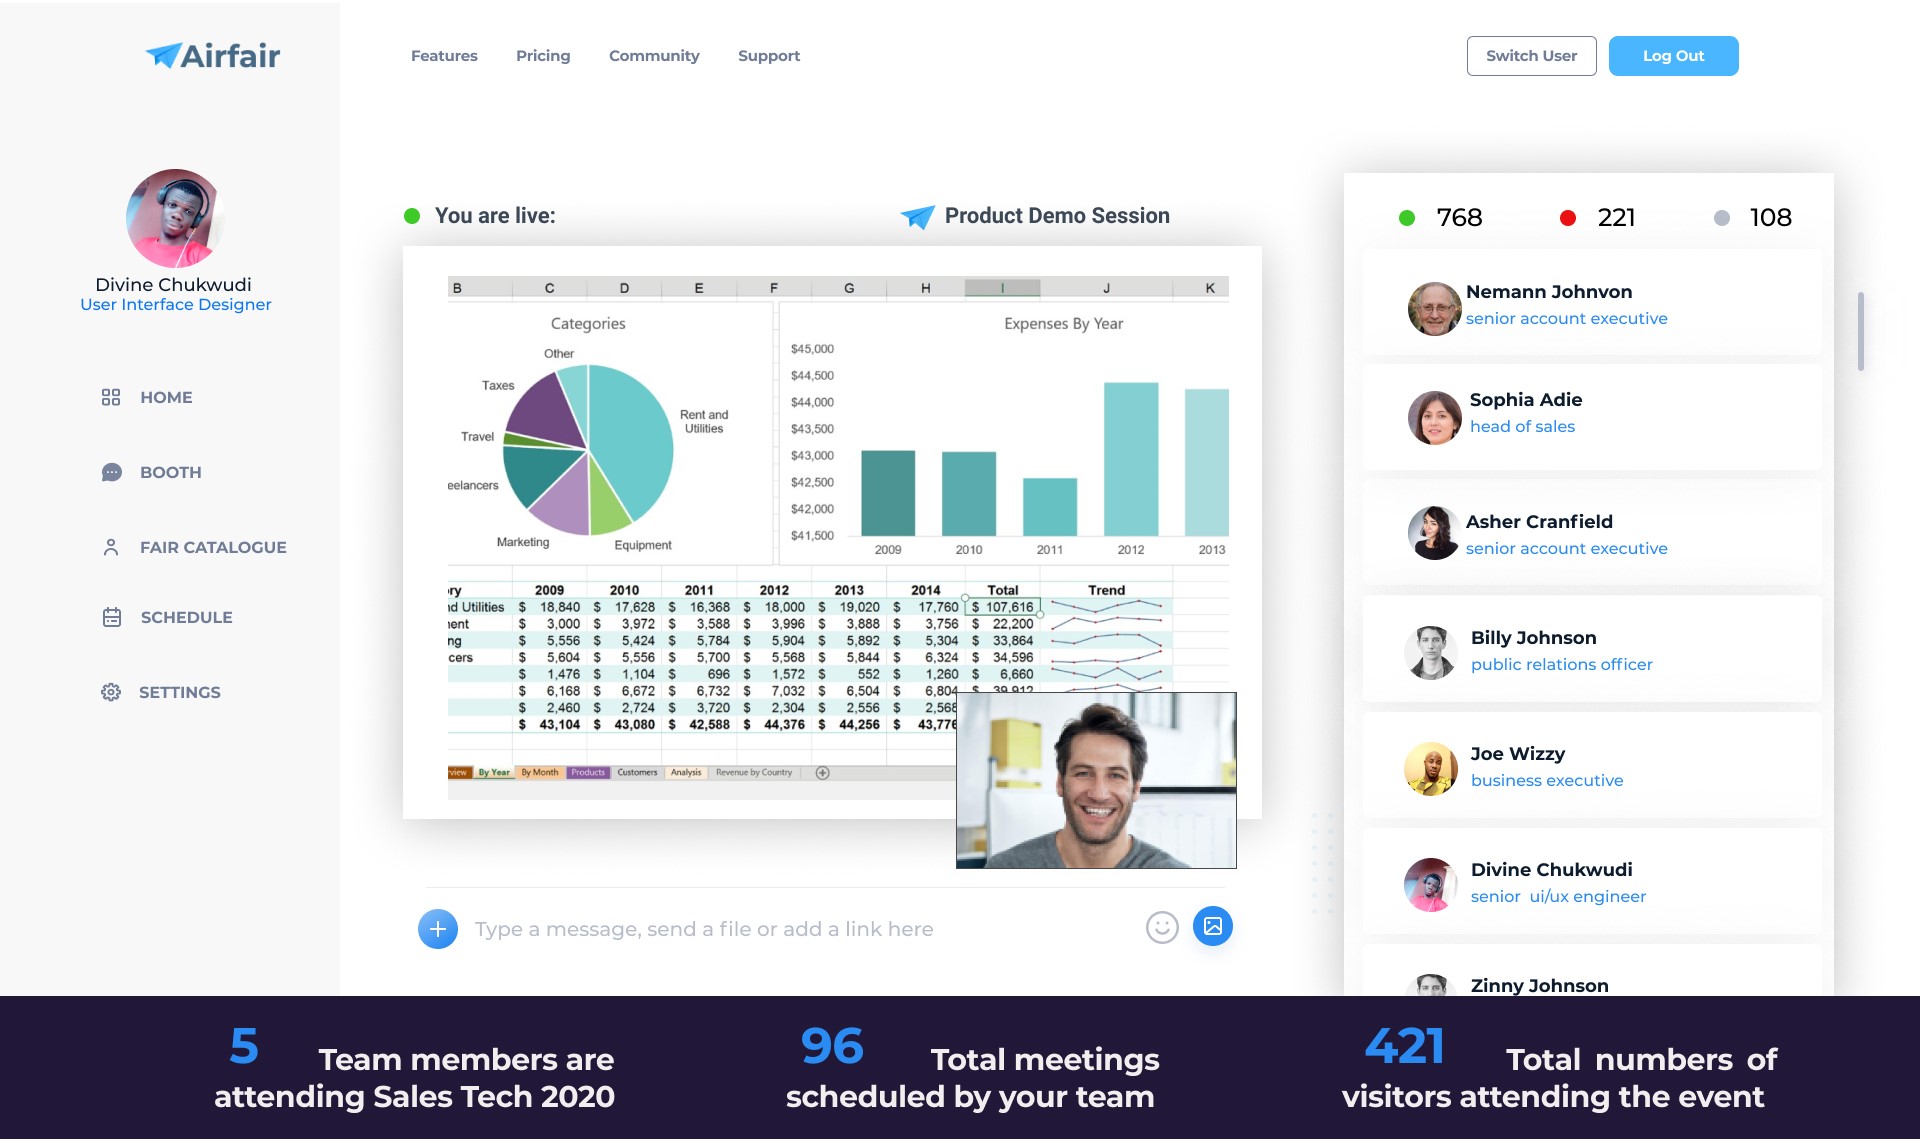 Airfair
Features Pricing Community Support
Switch User Log Out
Divine Chukwudi
User Interface Designer
HOME
BOOTH
FAIR CATALOGUE
SCHEDULE
SETTINGS
You are live:
Product Demo Session
B C D E F G H I J K
Categories
Other
Taxes
Travel
eelancers
Marketing
Equipment
Rent and
Utilities
Expenses By Year
$45,000
$44,500
$44,000
$43,500
$43,000
$42,500
$42,000
$41,500
2009 2010 2011 2012 2013
ry 2009 2010 2011 2012 2013 2014 Total Trend
nd Utilities $ 18,840 $ 17,628 $ 16,368 $ 18,000 $ 19,020 $ 17,760 $ 107,616
nent $ 3,000 $ 3,972 $ 3,588 $ 3,996 $ 3,888 $ 3,756 $ 22,200
ng $ 5,556 $ 5,424 $ 5,784 $ 5,904 $ 5,892 $ 5,304 $ 33,864
cers $ 5,604 $ 5,556 $ 5,700 $ 5,568 $ 5,844 $ 6,324 $ 34,596
$ 1,476 $ 1,104 $ 696 $ 1,572 $ 552 $ 1,260 $ 6,660
$ 6,168 $ 6,672 $ 6,732 $ 7,032 $ 6,504 $ 6,804 $ 39,912
$ 2,460 $ 2,724 $ 3,720 $ 2,304 $ 2,556 $ 2,568
$ 43,104 $ 43,080 $ 42,588 $ 44,376 $ 44,256 $ 43,776
rview By Year By Month Products Customers Analysis Revenue by Country
Type a message, send a file or add a link here
768 221 108
Nemann Johnvon
senior account executive
Sophia Adie
head of sales
Asher Cranfield
senior account executive
Billy Johnson
public relations officer
Joe Wizzy
business executive
Divine Chukwudi
senior ui/ux engineer
Zinny Johnson
5 Team members are
attending Sales Tech 2020
96 Total meetings
scheduled by your team
421 Total numbers of
visitors attending the event